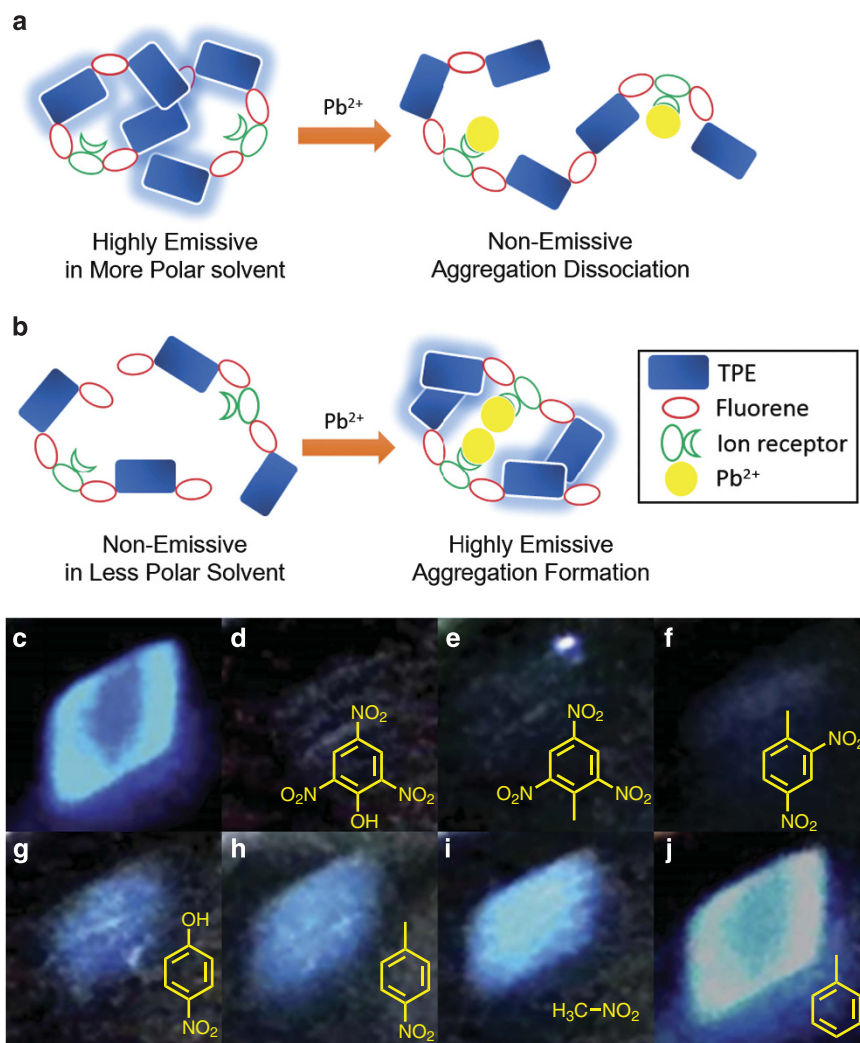 a
Pb²⁺
Highly Emissive
in More Polar solvent
Non-Emissive
Aggregation Dissociation
b
Pb²⁺
Non-Emissive
in Less Polar Solvent
Highly Emissive
Aggregation Formation
TPE
Fluorene
Ion receptor
Pb²⁺
c
d
NO₂
O₂N
NO₂
OH
e
NO₂
O₂N
NO₂
f
NO₂
NO₂
g
OH
NO₂
h
NO₂
i
H₃C–NO₂
j